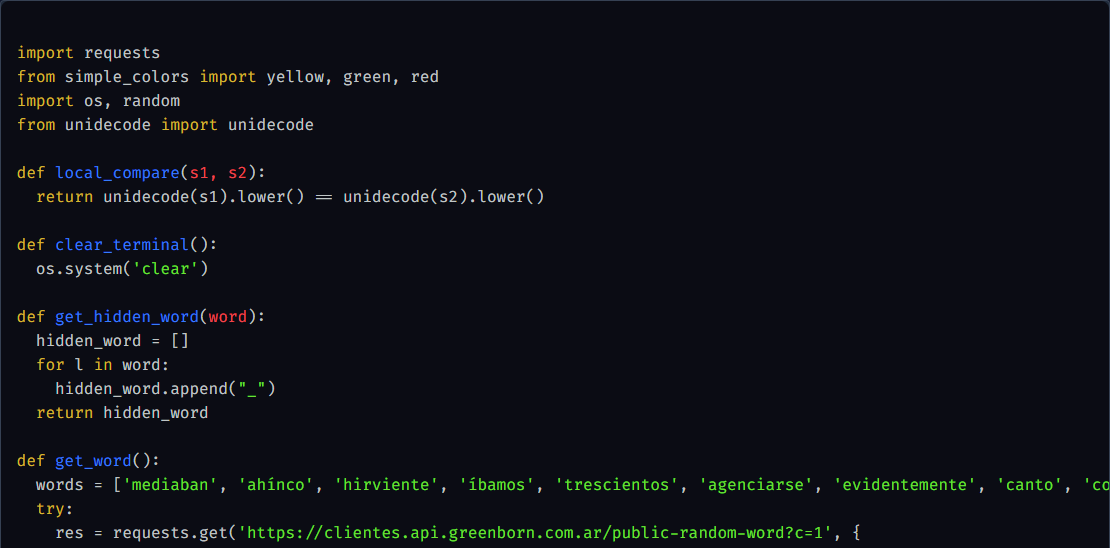 import requests
from simple_colors import yellow, green, red
import os, random
from unidecode import unidecode
def local_compare(s1, s2):
  return unidecode(s1).lower() == unidecode(s2).lower()
def clear_terminal():
  os.system('clear')
def get_hidden_word(word):
  hidden_word = []
  for l in word:
    hidden_word.append("_")
  return hidden_word
def get_word():
  words = ['mediaban', 'ahínco', 'hirviente', 'íbamos', 'trescientos', 'agenciarse', 'evidentemente', 'canto', 'co
  try:
    res = requests.get('https://clientes.api.greenborn.com.ar/public-random-word?c=1', {